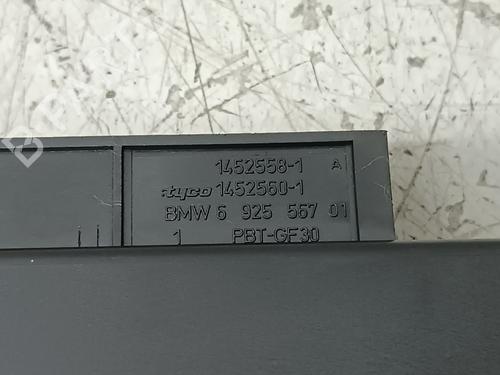 1452558-1 A
tyco 1452560-1
BMW 6 925 567 01
1 PBT-GF30